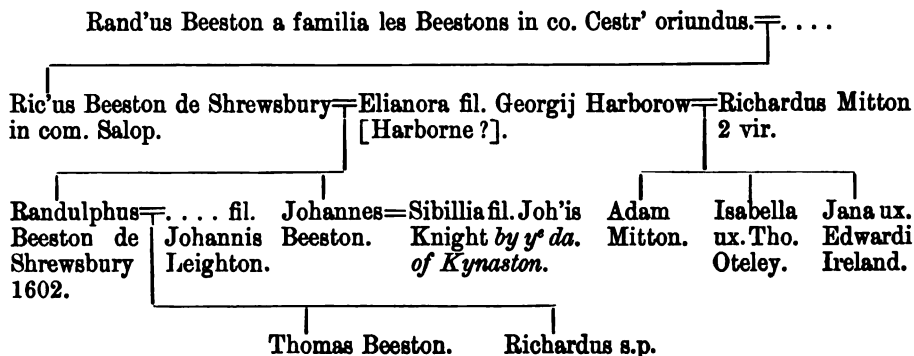 Rand'us Beeston a familia les Beestons in co. Cestr' oriundus.=. . . .
Ric'us Beeston de Shrewsbury=Elianora fil. Georgij Harborow=Richardus Mitton
in com. Salop. [Harborne ?]. 2 vir.
Randulphus=. . . . fil. Johannes=Sibillia fil. Joh'is Adam Isabella Jana ux.
Beeston de Johannis Beeston. Knight by yᵉ da. Mitton. ux. Tho. Edwardi
Shrewsbury Leighton. of Kynaston. Oteley. Ireland.
1602.
Thomas Beeston. Richardus s.p.